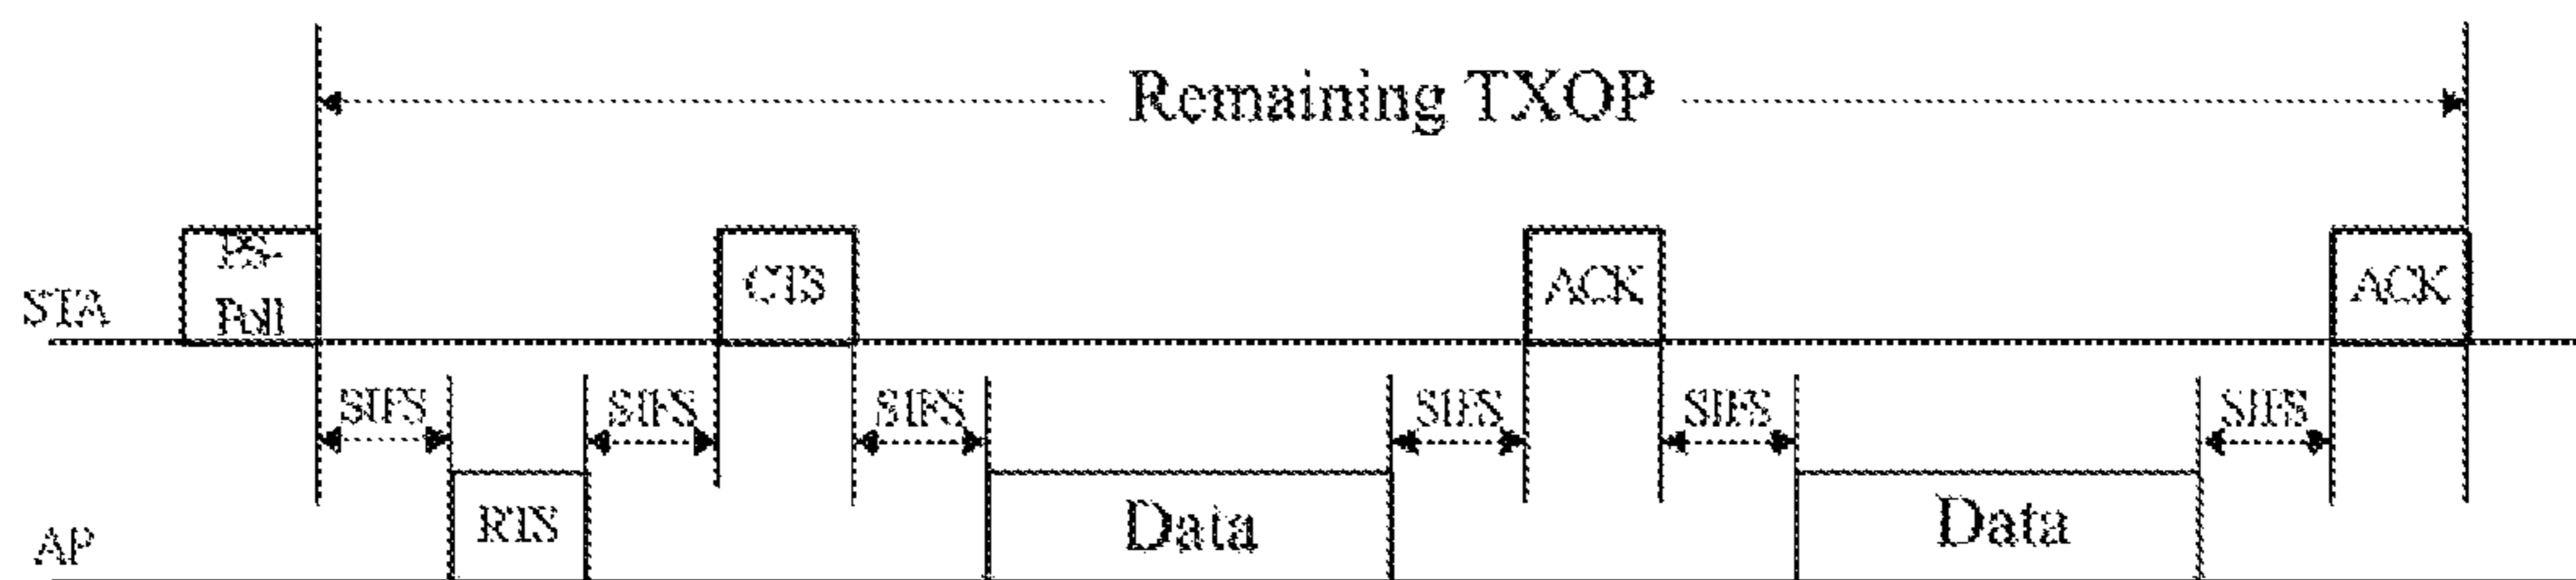 Remaining TXOP
PS-
Poll
CTS
ACK
ACK
STA
SIFS
SIFS
SIFS
SIFS
SIFS
SIFS
RTS
Data
Data
AP